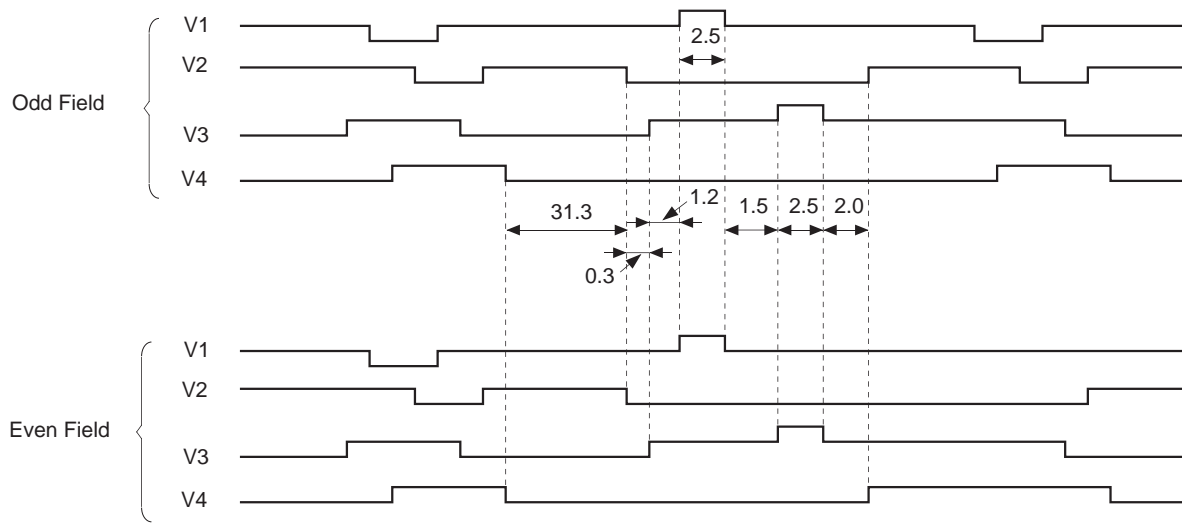 V1
2.5
V2
Odd Field
V3
V4
31.3
1.2
1.5
2.5
2.0
0.3
V1
V2
Even Field
V3
V4